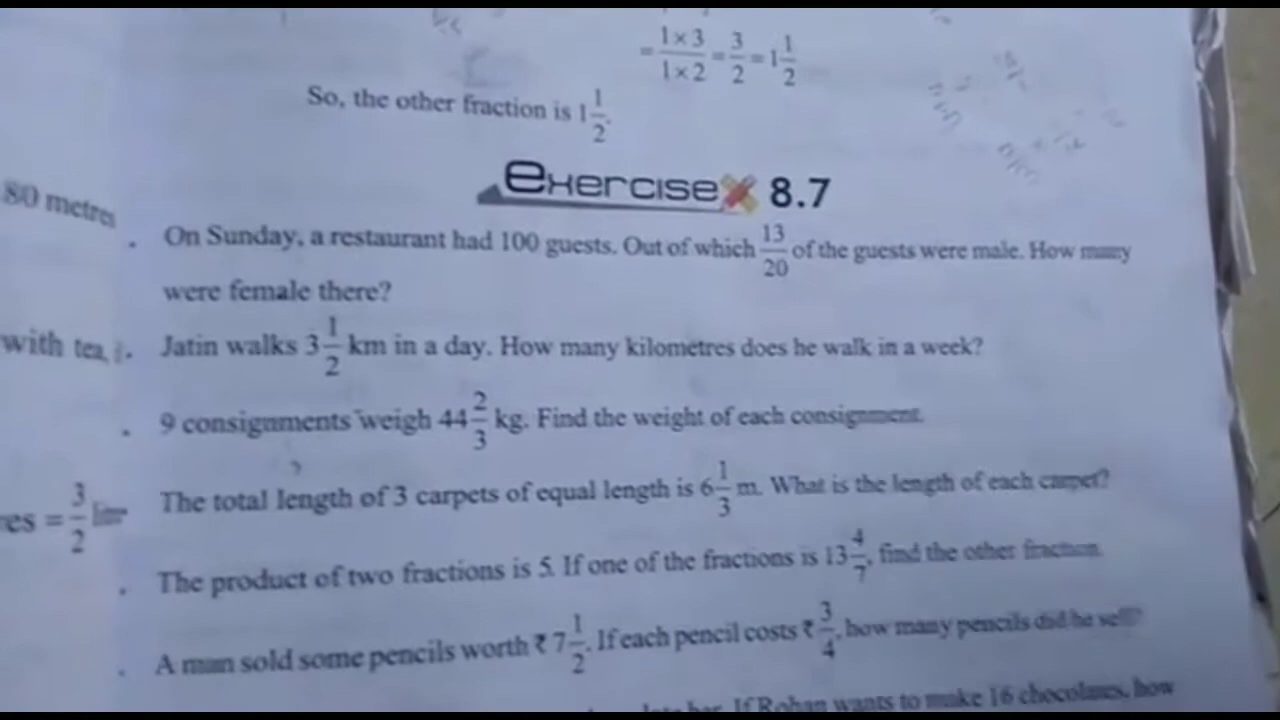 = 1×3/1×2 = 3/2 = 1 1/2
So, the other fraction is 1 1/2.
Exercise 8.7
80 metres
On Sunday, a restaurant had 100 guests. Out of which 13/20 of the guests were male. How many
were female there?
with tea,
Jatin walks 3 1/2 km in a day. How many kilometres does he walk in a week?
9 consignments weigh 44 2/3 kg. Find the weight of each consignment.
The total length of 3 carpets of equal length is 6 1/3 m. What is the length of each carpet?
res = 3/2
The product of two fractions is 5. If one of the fractions is 13 4/7, find the other fraction.
A man sold some pencils worth ₹ 7 1/2. If each pencil costs ₹ 3/4, how many pencils did he sell?
If Rohan wants to make 16 chocolates, how